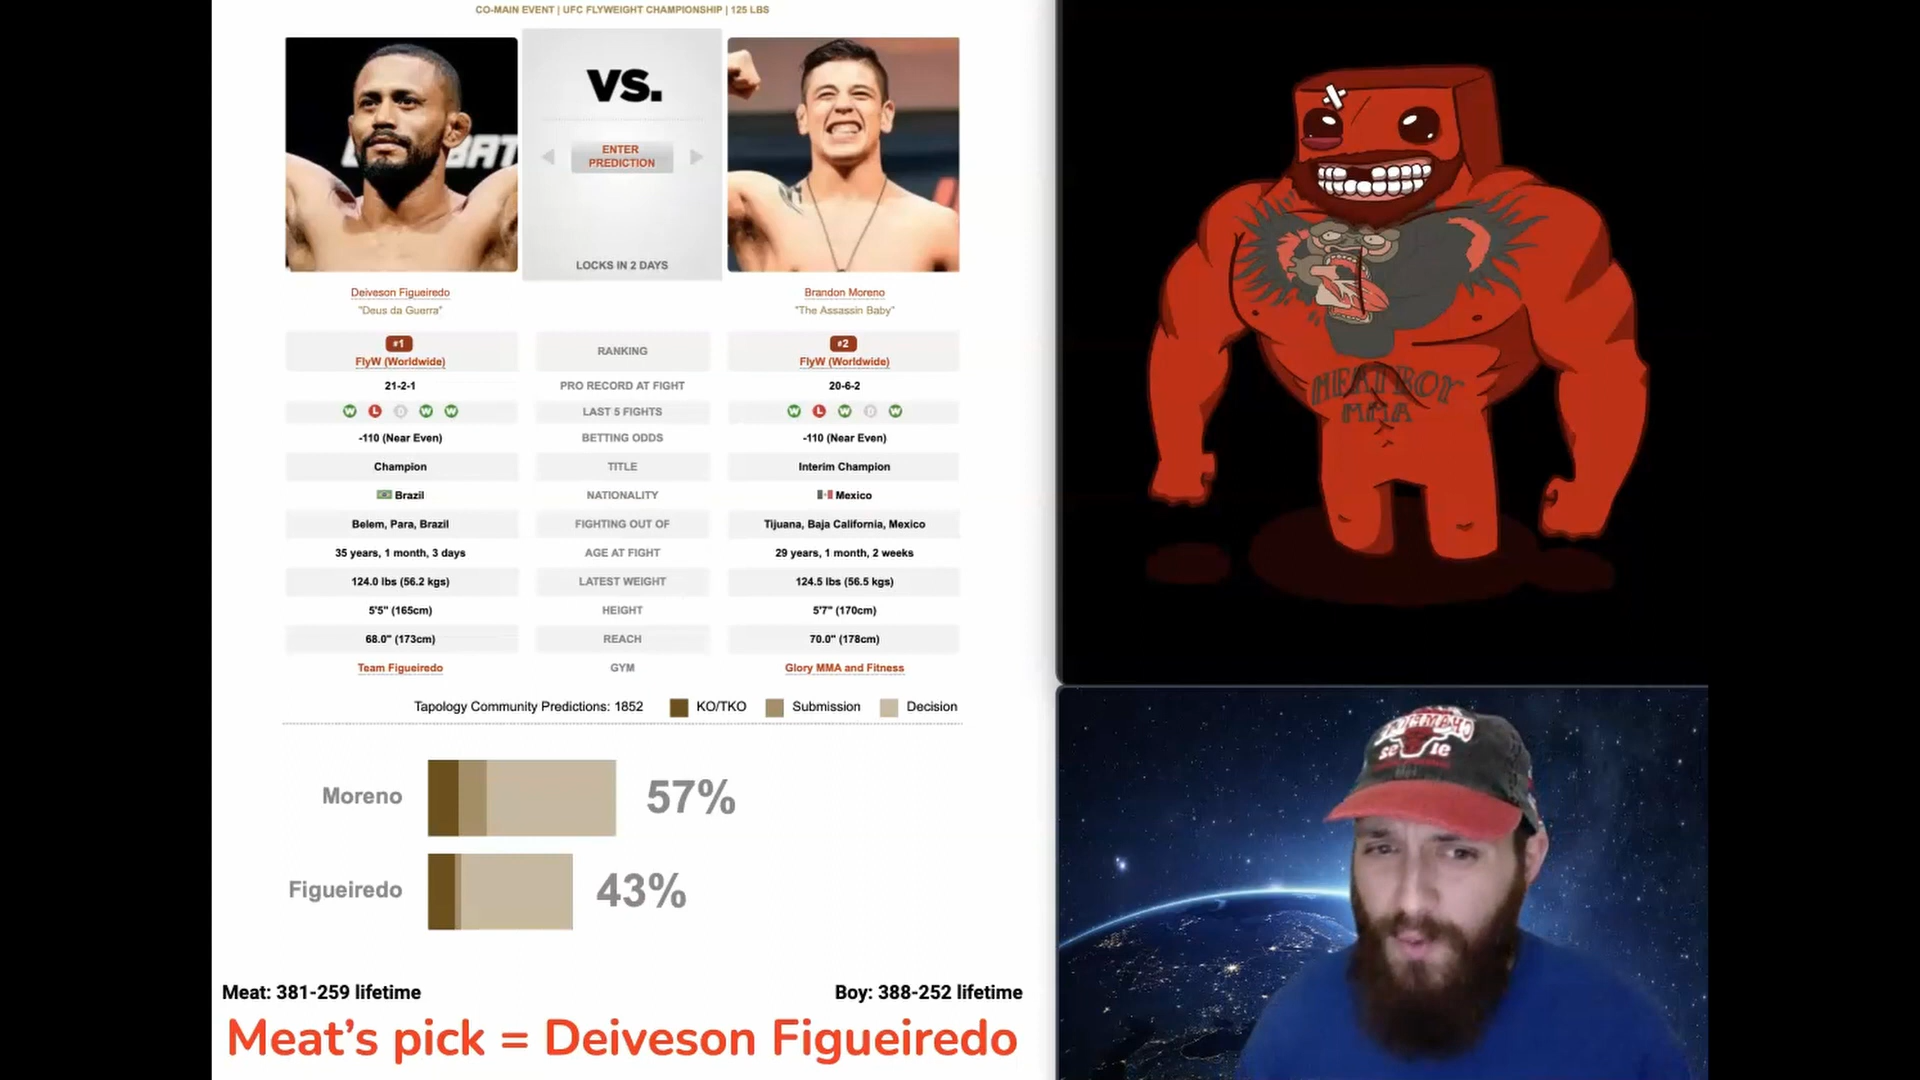 CO-MAIN EVENT | UFC FLYWEIGHT CHAMPIONSHIP | 125 LBS
VS.
ENTER
PREDICTION
LOCKS IN 2 DAYS
Deiveson Figueiredo
"Deus da Guerra"
Brandon Moreno
"The Assassin Baby"
#1
FlyW (Worldwide)
RANKING
#2
FlyW (Worldwide)
21-2-1
PRO RECORD AT FIGHT
20-6-2
W L D W W
LAST 5 FIGHTS
W L W D W
-110 (Near Even)
BETTING ODDS
-110 (Near Even)
Champion
TITLE
Interim Champion
Brazil
NATIONALITY
Mexico
Belem, Para, Brazil
FIGHTING OUT OF
Tijuana, Baja California, Mexico
35 years, 1 month, 3 days
AGE AT FIGHT
29 years, 1 month, 2 weeks
124.0 lbs (56.2 kgs)
LATEST WEIGHT
124.5 lbs (56.5 kgs)
5'5" (165cm)
HEIGHT
5'7" (170cm)
68.0" (173cm)
REACH
70.0" (178cm)
Team Figueiredo
GYM
Glory MMA and Fitness
Tapology Community Predictions: 1852 KO/TKO Submission Decision
Moreno 57%
Figueiredo 43%
Meat: 381-259 lifetime
Boy: 388-252 lifetime
Meat's pick = Deiveson Figueiredo
MEAT BOY
MMA